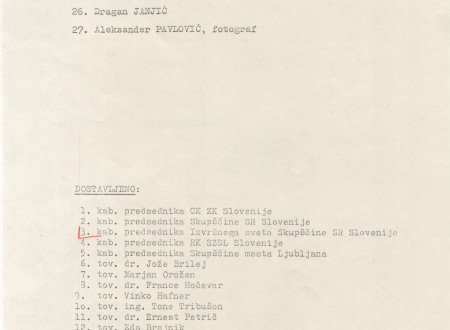 26. Dragan JANJIĆ
27. Aleksander PAVLOVIĆ, fotograf
DOSTAVLJENO:
1. kab. predsednika CK ZK Slovenije
2. kab. predsednika Skupščine SR Slovenije
3. kab. predsednika Izvršnega sveta Skupščine SR Slovenije
4. kab. predsednika RK SZDL Slovenije
5. kab. predsednika Skupščine mesta Ljubljana
6. tov. dr. Jože Brilej
7. tov. Marjan Orožen
8. tov. dr. France Hočevar
9. tov. Vinko Hafner
10. tov. ing. Tone Tribušon
11. tov. dr. Ernest Petrič
12. tov. Edo Brajnik